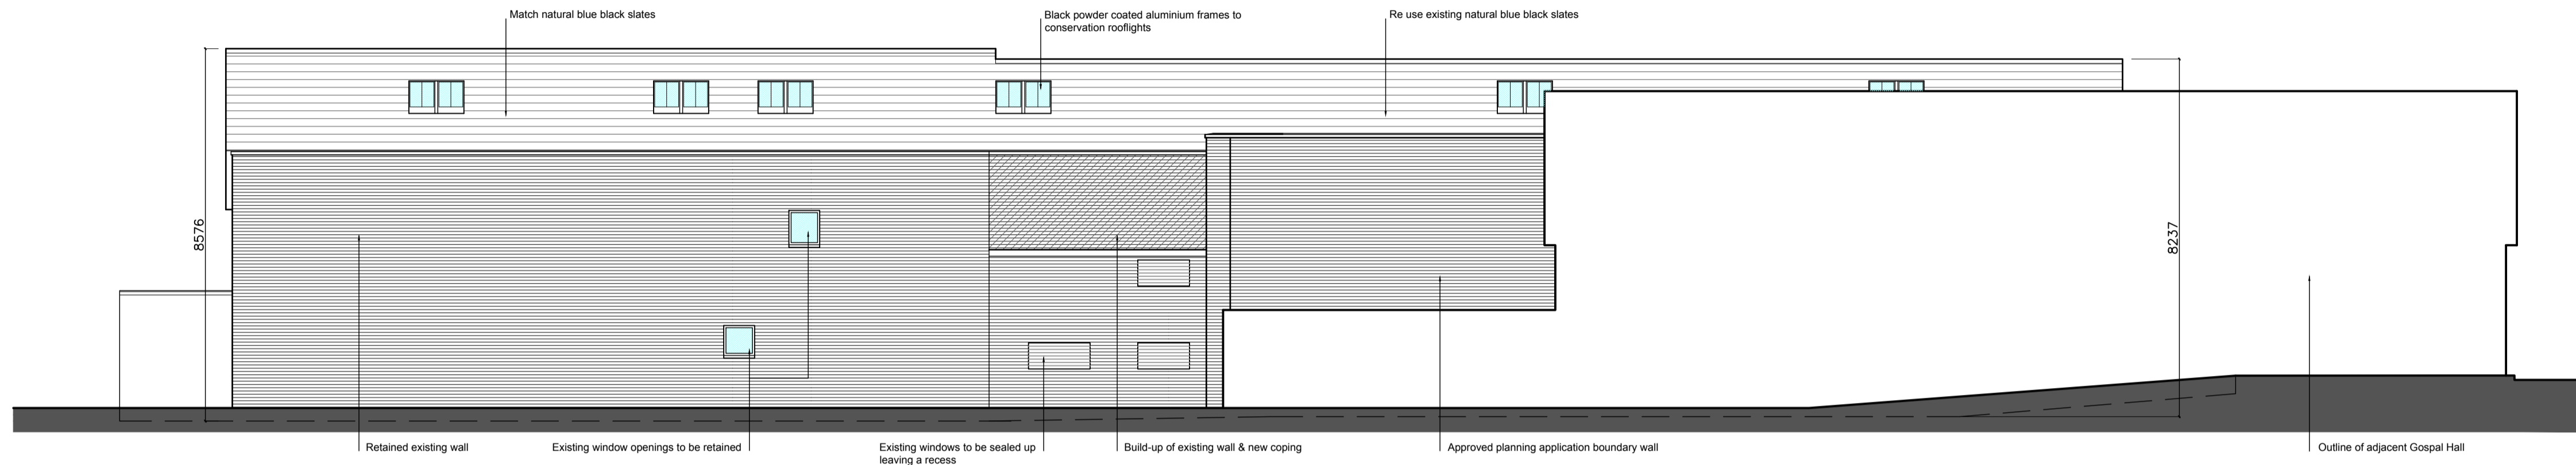 Match natural blue black slates
Black powder coated aluminium frames to
conservation rooflights
Re use existing natural blue black slates
8576
8237
Retained existing wall
Existing window openings to be retained
Existing windows to be sealed up
leaving a recess
Build-up of existing wall & new coping
Approved planning application boundary wall
Outline of adjacent Gospal Hall